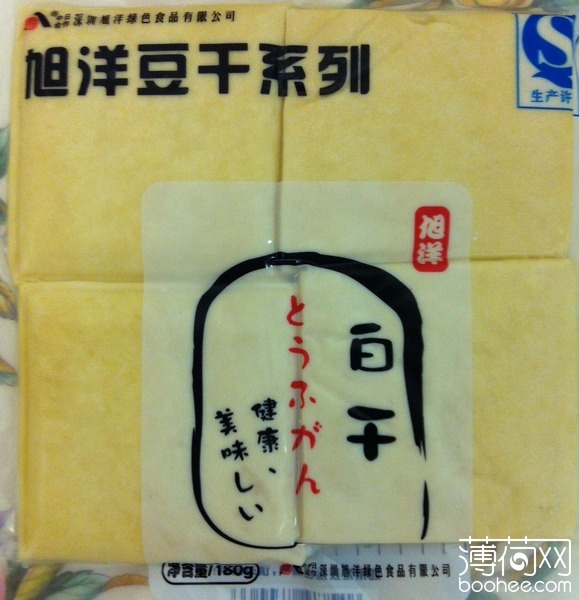 深圳旭洋绿色食品有限公司
旭洋豆干系列
生产许
旭洋
白干
とうふがん
健康、
美味しい
净含量/180g
深圳旭洋绿色食品有限公司
薄荷网
boohee.com